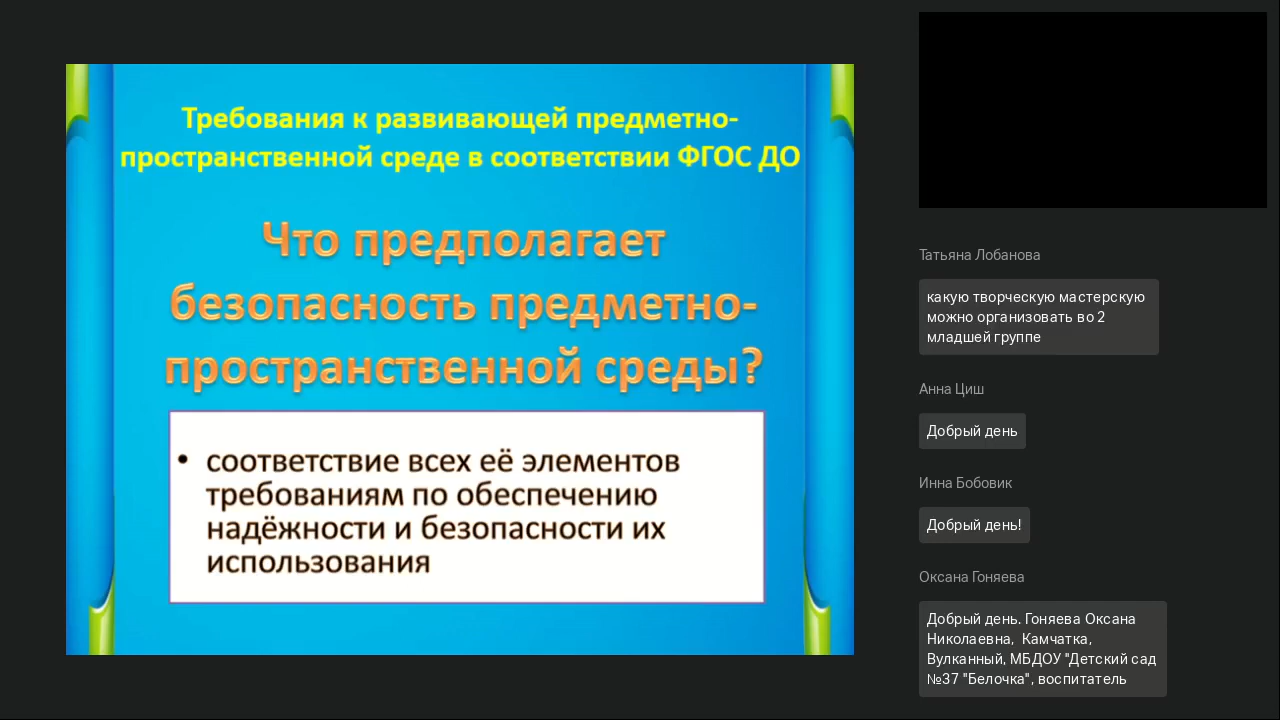 Требования к развивающей предметно-
пространственной среде в соответствии ФГОС ДО
Что предполагает
безопасность предметно-
пространственной среды?
• соответствие всех её элементов
требованиям по обеспечению
надёжности и безопасности их
использования
Татьяна Лобанова
какую творческую мастерскую
можно организовать во 2
младшей группе
Анна Циш
Добрый день
Инна Бобовик
Добрый день!
Оксана Гоняева
Добрый день. Гоняева Оксана
Николаевна, Камчатка,
Вулканный, МБДОУ "Детский сад
№37 "Белочка", воспитатель